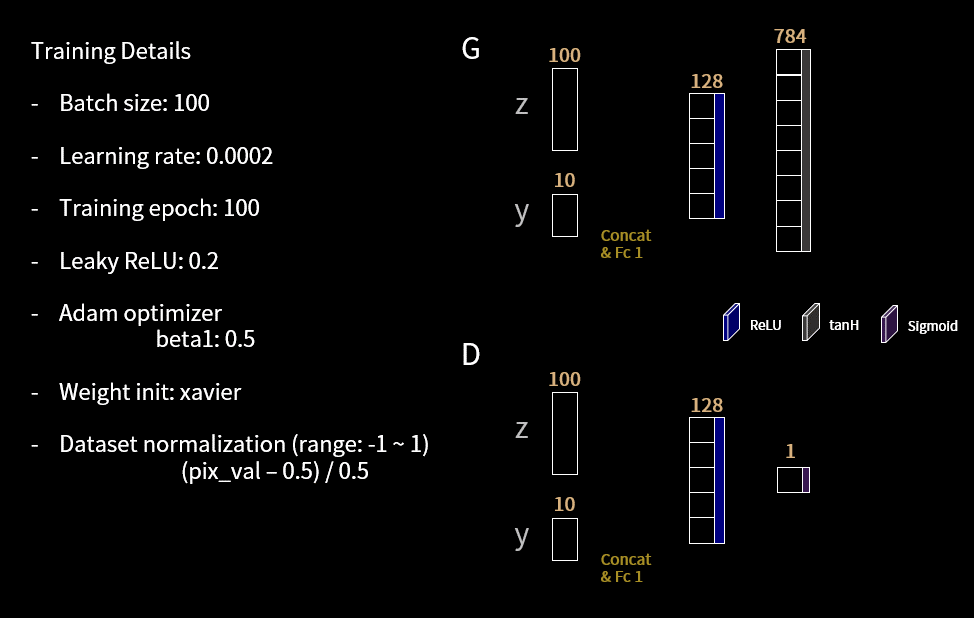 Training Details
- Batch size: 100
- Learning rate: 0.0002
- Training epoch: 100
- Leaky ReLU: 0.2
- Adam optimizer
beta1: 0.5
- Weight init: xavier
- Dataset normalization (range: -1 ~ 1)
(pix_val – 0.5) / 0.5
G
100
z
10
y
Concat
& Fc 1
128
784
ReLU
tanH
Sigmoid
D
100
z
10
y
Concat
& Fc 1
128
1